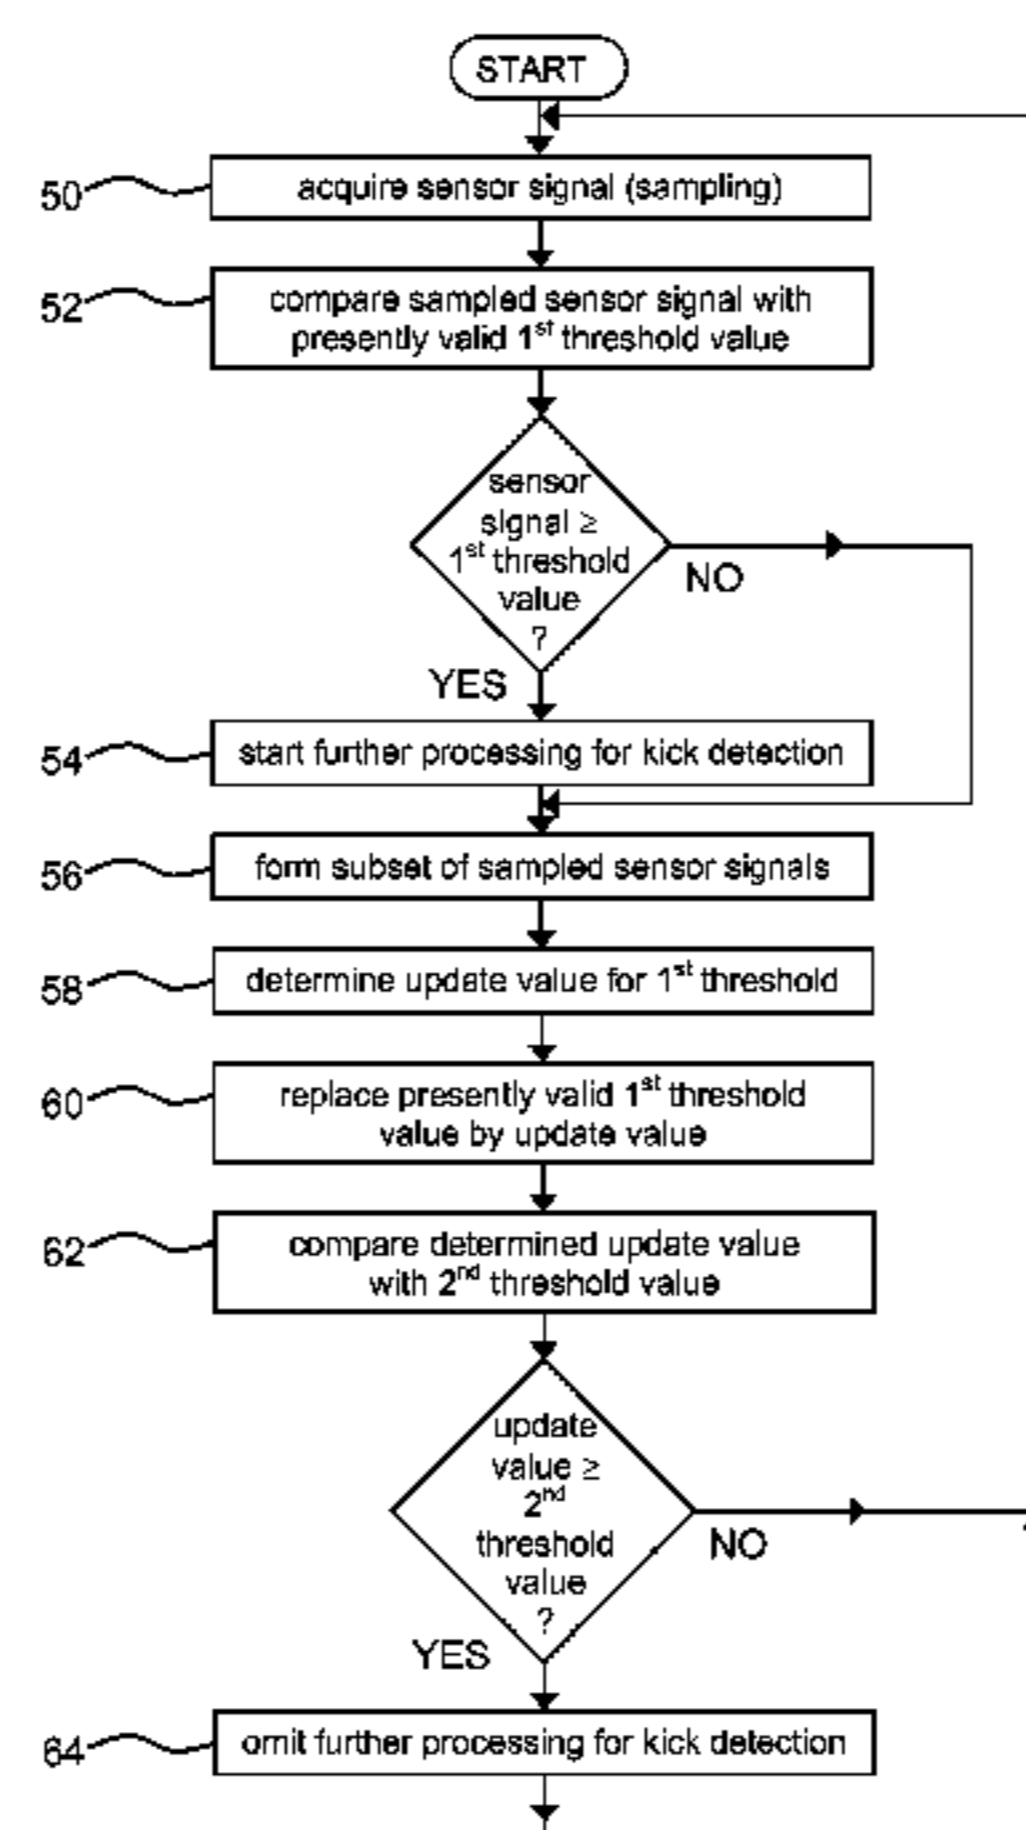 START
50
acquire sensor signal (sampling)
52
compare sampled sensor signal with
presently valid 1st threshold value
sensor
signal ≥
1st threshold
value
?
NO
YES
54
start further processing for kick detection
56
form subset of sampled sensor signals
58
determine update value for 1st threshold
60
replace presently valid 1st threshold
value by update value
62
compare determined update value
with 2nd threshold value
update
value ≥
2nd
threshold
value
?
NO
YES
64
omit further processing for kick detection